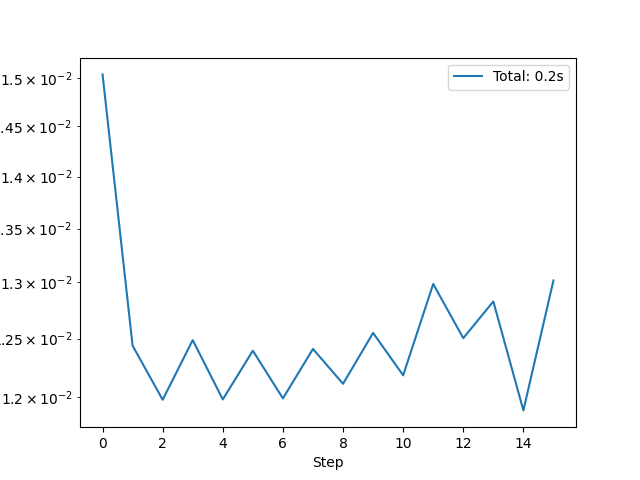 1.5 × 10⁻²
.45 × 10⁻²
1.4 × 10⁻²
.35 × 10⁻²
1.3 × 10⁻²
.25 × 10⁻²
1.2 × 10⁻²
Total: 0.2s
0 2 4 6 8 10 12 14
Step